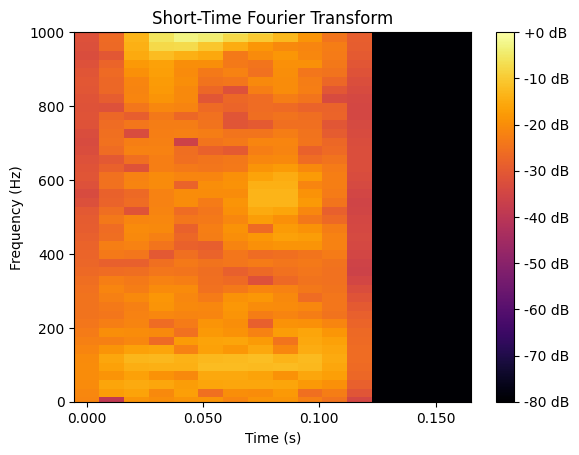 Short-Time Fourier Transform
1000
800
600
400
200
0
Frequency (Hz)
0.000
0.050
0.100
0.150
Time (s)
+0 dB
-10 dB
-20 dB
-30 dB
-40 dB
-50 dB
-60 dB
-70 dB
-80 dB